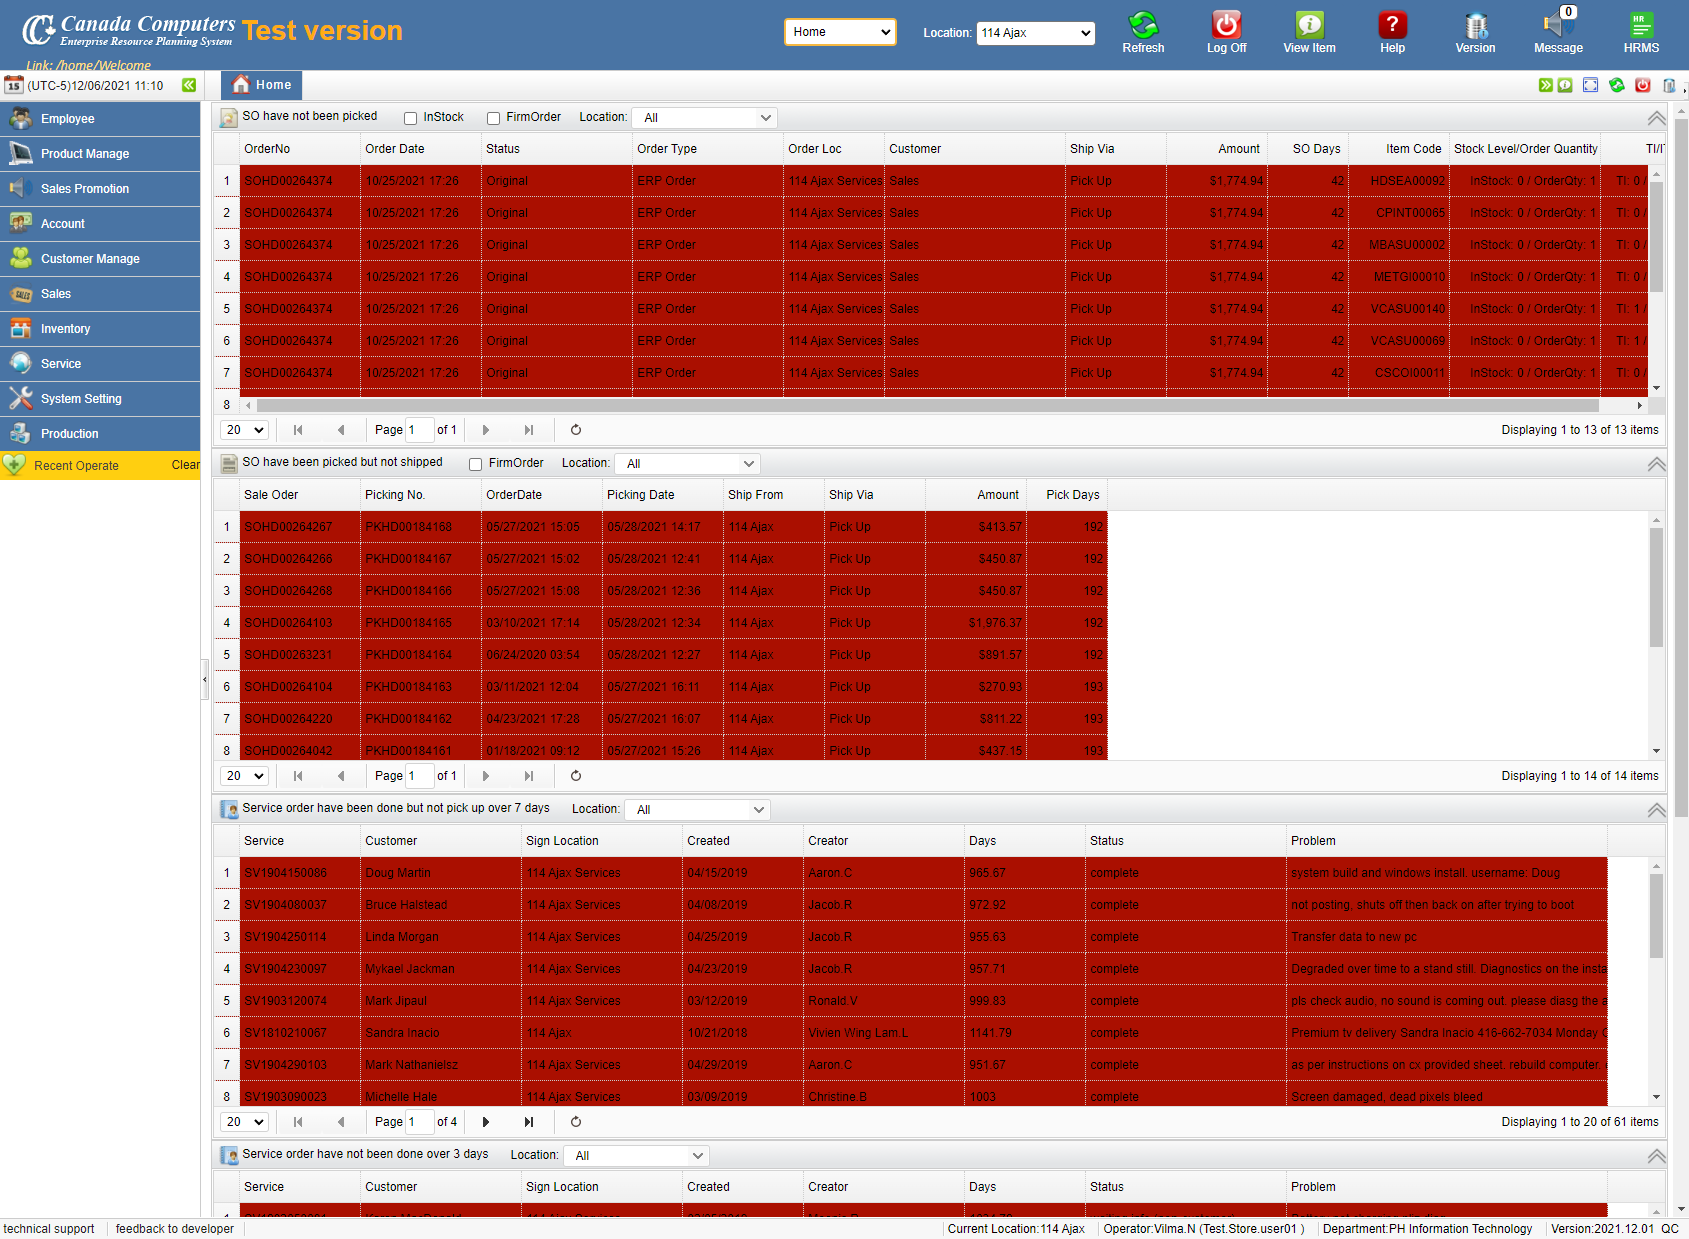 Canada Computers Test version
Enterprise Resource Planning System
Link: /home/Welcome
Home Location: 114 Ajax Refresh Log Off View Item Help Version 0 Message HRMS
15 (UTC-5)12/06/2021 11:10 Home
Employee
Product Manage
Sales Promotion
Account
Customer Manage
Sales
Inventory
Service
System Setting
Production
Recent Operate Clear
SO have not been picked InStock FirmOrder Location: All
OrderNo Order Date Status Order Type Order Loc Customer Ship Via Amount SO Days Item Code Stock Level/Order Quantity TI/I
1 SOHD00264374 10/25/2021 17:26 Original ERP Order 114 Ajax Services Sales Pick Up $1,774.94 42 HDSEA00092 InStock: 0 / OrderQty: 1 TI: 0 /
2 SOHD00264374 10/25/2021 17:26 Original ERP Order 114 Ajax Services Sales Pick Up $1,774.94 42 CPINT00065 InStock: 0 / OrderQty: 1 TI: 0 /
3 SOHD00264374 10/25/2021 17:26 Original ERP Order 114 Ajax Services Sales Pick Up $1,774.94 42 MBASU00002 InStock: 0 / OrderQty: 1 TI: 0 /
4 SOHD00264374 10/25/2021 17:26 Original ERP Order 114 Ajax Services Sales Pick Up $1,774.94 42 METGI00010 InStock: 0 / OrderQty: 1 TI: 0 /
5 SOHD00264374 10/25/2021 17:26 Original ERP Order 114 Ajax Services Sales Pick Up $1,774.94 42 VCASU00140 InStock: 0 / OrderQty: 1 TI: 1 /
6 SOHD00264374 10/25/2021 17:26 Original ERP Order 114 Ajax Services Sales Pick Up $1,774.94 42 VCASU00069 InStock: 0 / OrderQty: 1 TI: 1 /
7 SOHD00264374 10/25/2021 17:26 Original ERP Order 114 Ajax Services Sales Pick Up $1,774.94 42 CSCOI00011 InStock: 0 / OrderQty: 1 TI: 0 /
8
20 Page 1 of 1 Displaying 1 to 13 of 13 items
SO have been picked but not shipped FirmOrder Location: All
Sale Oder Picking No. OrderDate Picking Date Ship From Ship Via Amount Pick Days
1 SOHD00264267 PKHD00184168 05/27/2021 15:05 05/28/2021 14:17 114 Ajax Pick Up $413.57 192
2 SOHD00264266 PKHD00184167 05/27/2021 15:02 05/28/2021 12:41 114 Ajax Pick Up $450.87 192
3 SOHD00264268 PKHD00184166 05/27/2021 15:08 05/28/2021 12:36 114 Ajax Pick Up $450.87 192
4 SOHD00264103 PKHD00184165 03/10/2021 17:14 05/28/2021 12:34 114 Ajax Pick Up $1,976.37 192
5 SOHD00263231 PKHD00184164 06/24/2020 03:54 05/28/2021 12:27 114 Ajax Pick Up $891.57 192
6 SOHD00264104 PKHD00184163 03/11/2021 12:04 05/27/2021 16:11 114 Ajax Pick Up $270.93 193
7 SOHD00264220 PKHD00184162 04/23/2021 17:28 05/27/2021 16:07 114 Ajax Pick Up $811.22 193
8 SOHD00264042 PKHD00184161 01/18/2021 09:12 05/27/2021 15:26 114 Ajax Pick Up $437.15 193
20 Page 1 of 1 Displaying 1 to 14 of 14 items
Service order have been done but not pick up over 7 days Location: All
Service Customer Sign Location Created Creator Days Status Problem
1 SV1904150086 Doug Martin 114 Ajax Services 04/15/2019 Aaron.C 965.67 complete system build and windows install. username: Doug
2 SV1904080037 Bruce Halstead 114 Ajax Services 04/08/2019 Jacob.R 972.92 complete not posting, shuts off then back on after trying to boot
3 SV1904250114 Linda Morgan 114 Ajax Services 04/25/2019 Jacob.R 955.63 complete Transfer data to new pc
4 SV1904230097 Mykael Jackman 114 Ajax Services 04/23/2019 Jacob.R 957.71 complete Degraded over time to a stand still. Diagnostics on the insta
5 SV1903120074 Mark Jipaul 114 Ajax Services 03/12/2019 Ronald.V 999.83 complete pls check audio, no sound is coming out. please diasg the a
6 SV1810210067 Sandra Inacio 114 Ajax 10/21/2018 Vivien Wing Lam.L 1141.79 complete Premium tv delivery Sandra Inacio 416-662-7034 Monday
7 SV1904290103 Mark Nathanielsz 114 Ajax Services 04/29/2019 Aaron.C 951.67 complete as per instructions on cx provided sheet. rebuild computer.
8 SV1903090023 Michelle Hale 114 Ajax Services 03/09/2019 Christine.B 1003 complete Screen damaged, dead pixels bleed
20 Page 1 of 4 Displaying 1 to 20 of 61 items
Service order have not been done over 3 days Location: All
Service Customer Sign Location Created Creator Days Status Problem
technical support feedback to developer Current Location:114 Ajax Operator:Vilma.N (Test.Store.user01 ) Department:PH Information Technology Version:2021.12.01 QC